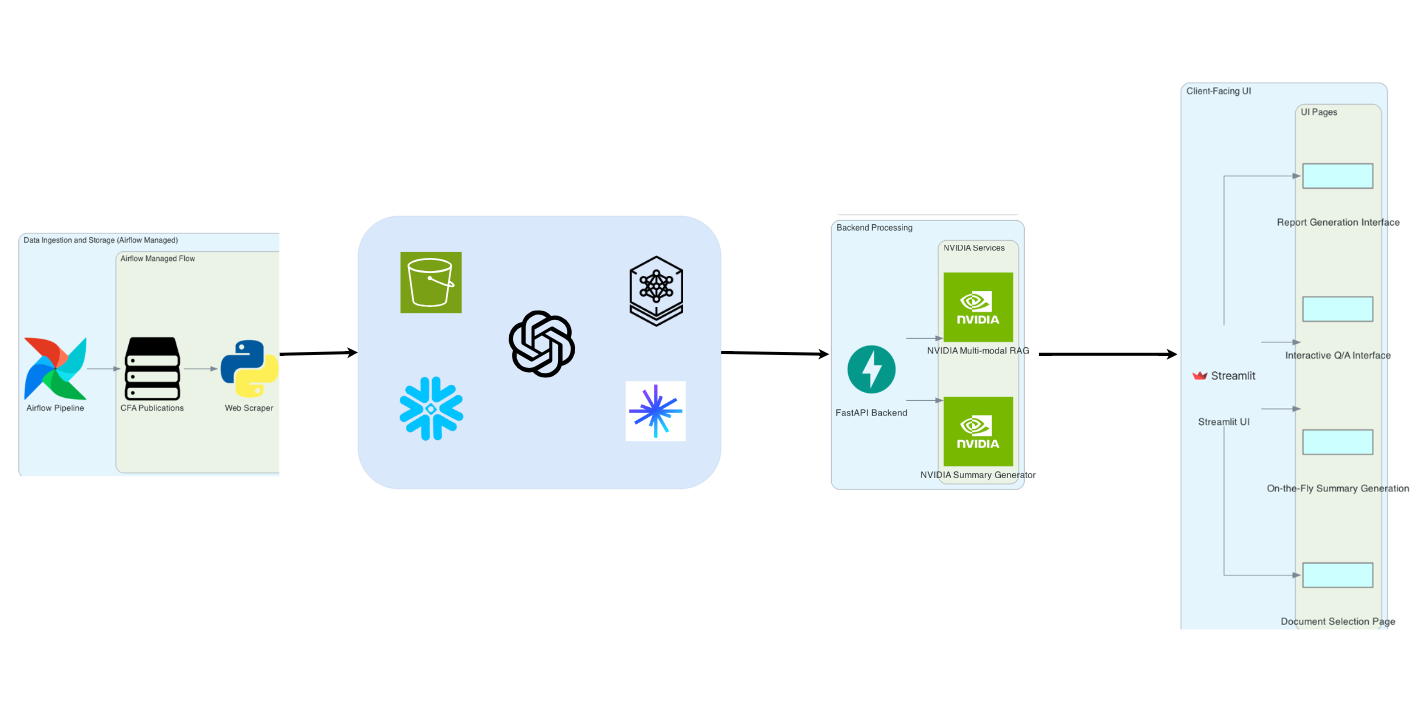 Data Ingestion and Storage (Airflow Managed)
Airflow Managed Flow
Airflow Pipeline
CFA Publications
Web Scraper
Backend Processing
NVIDIA Services
NVIDIA
NVIDIA Multi-modal RAG
FastAPI Backend
NVIDIA
NVIDIA Summary Generator
Client-Facing UI
UI Pages
Report Generation Interface
Interactive Q/A Interface
Streamlit
Streamlit UI
On-the-Fly Summary Generation
Document Selection Page